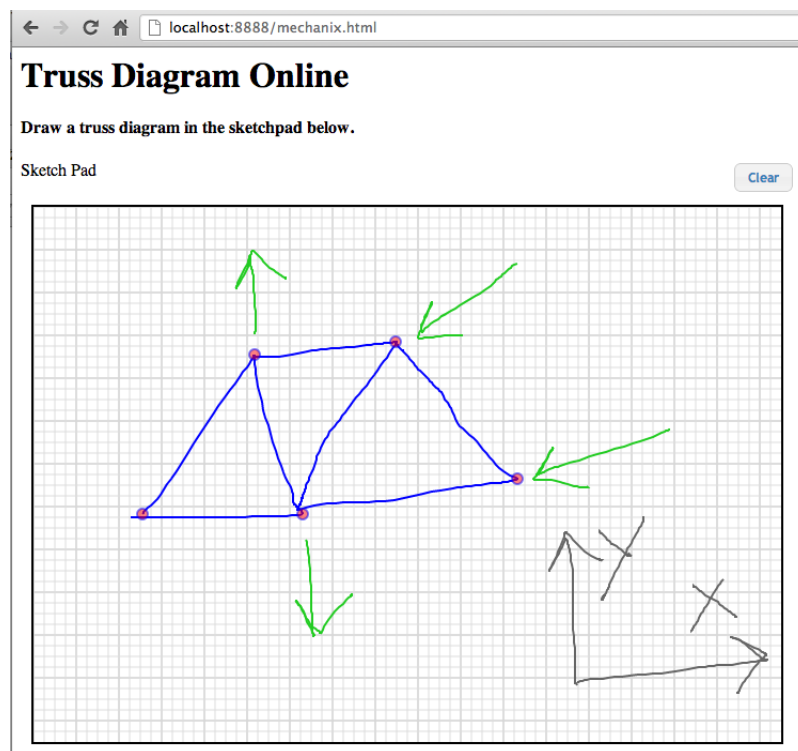 localhost:8888/mechanix.html
Truss Diagram Online
Draw a truss diagram in the sketchpad below.
Sketch Pad
Clear
Y
X